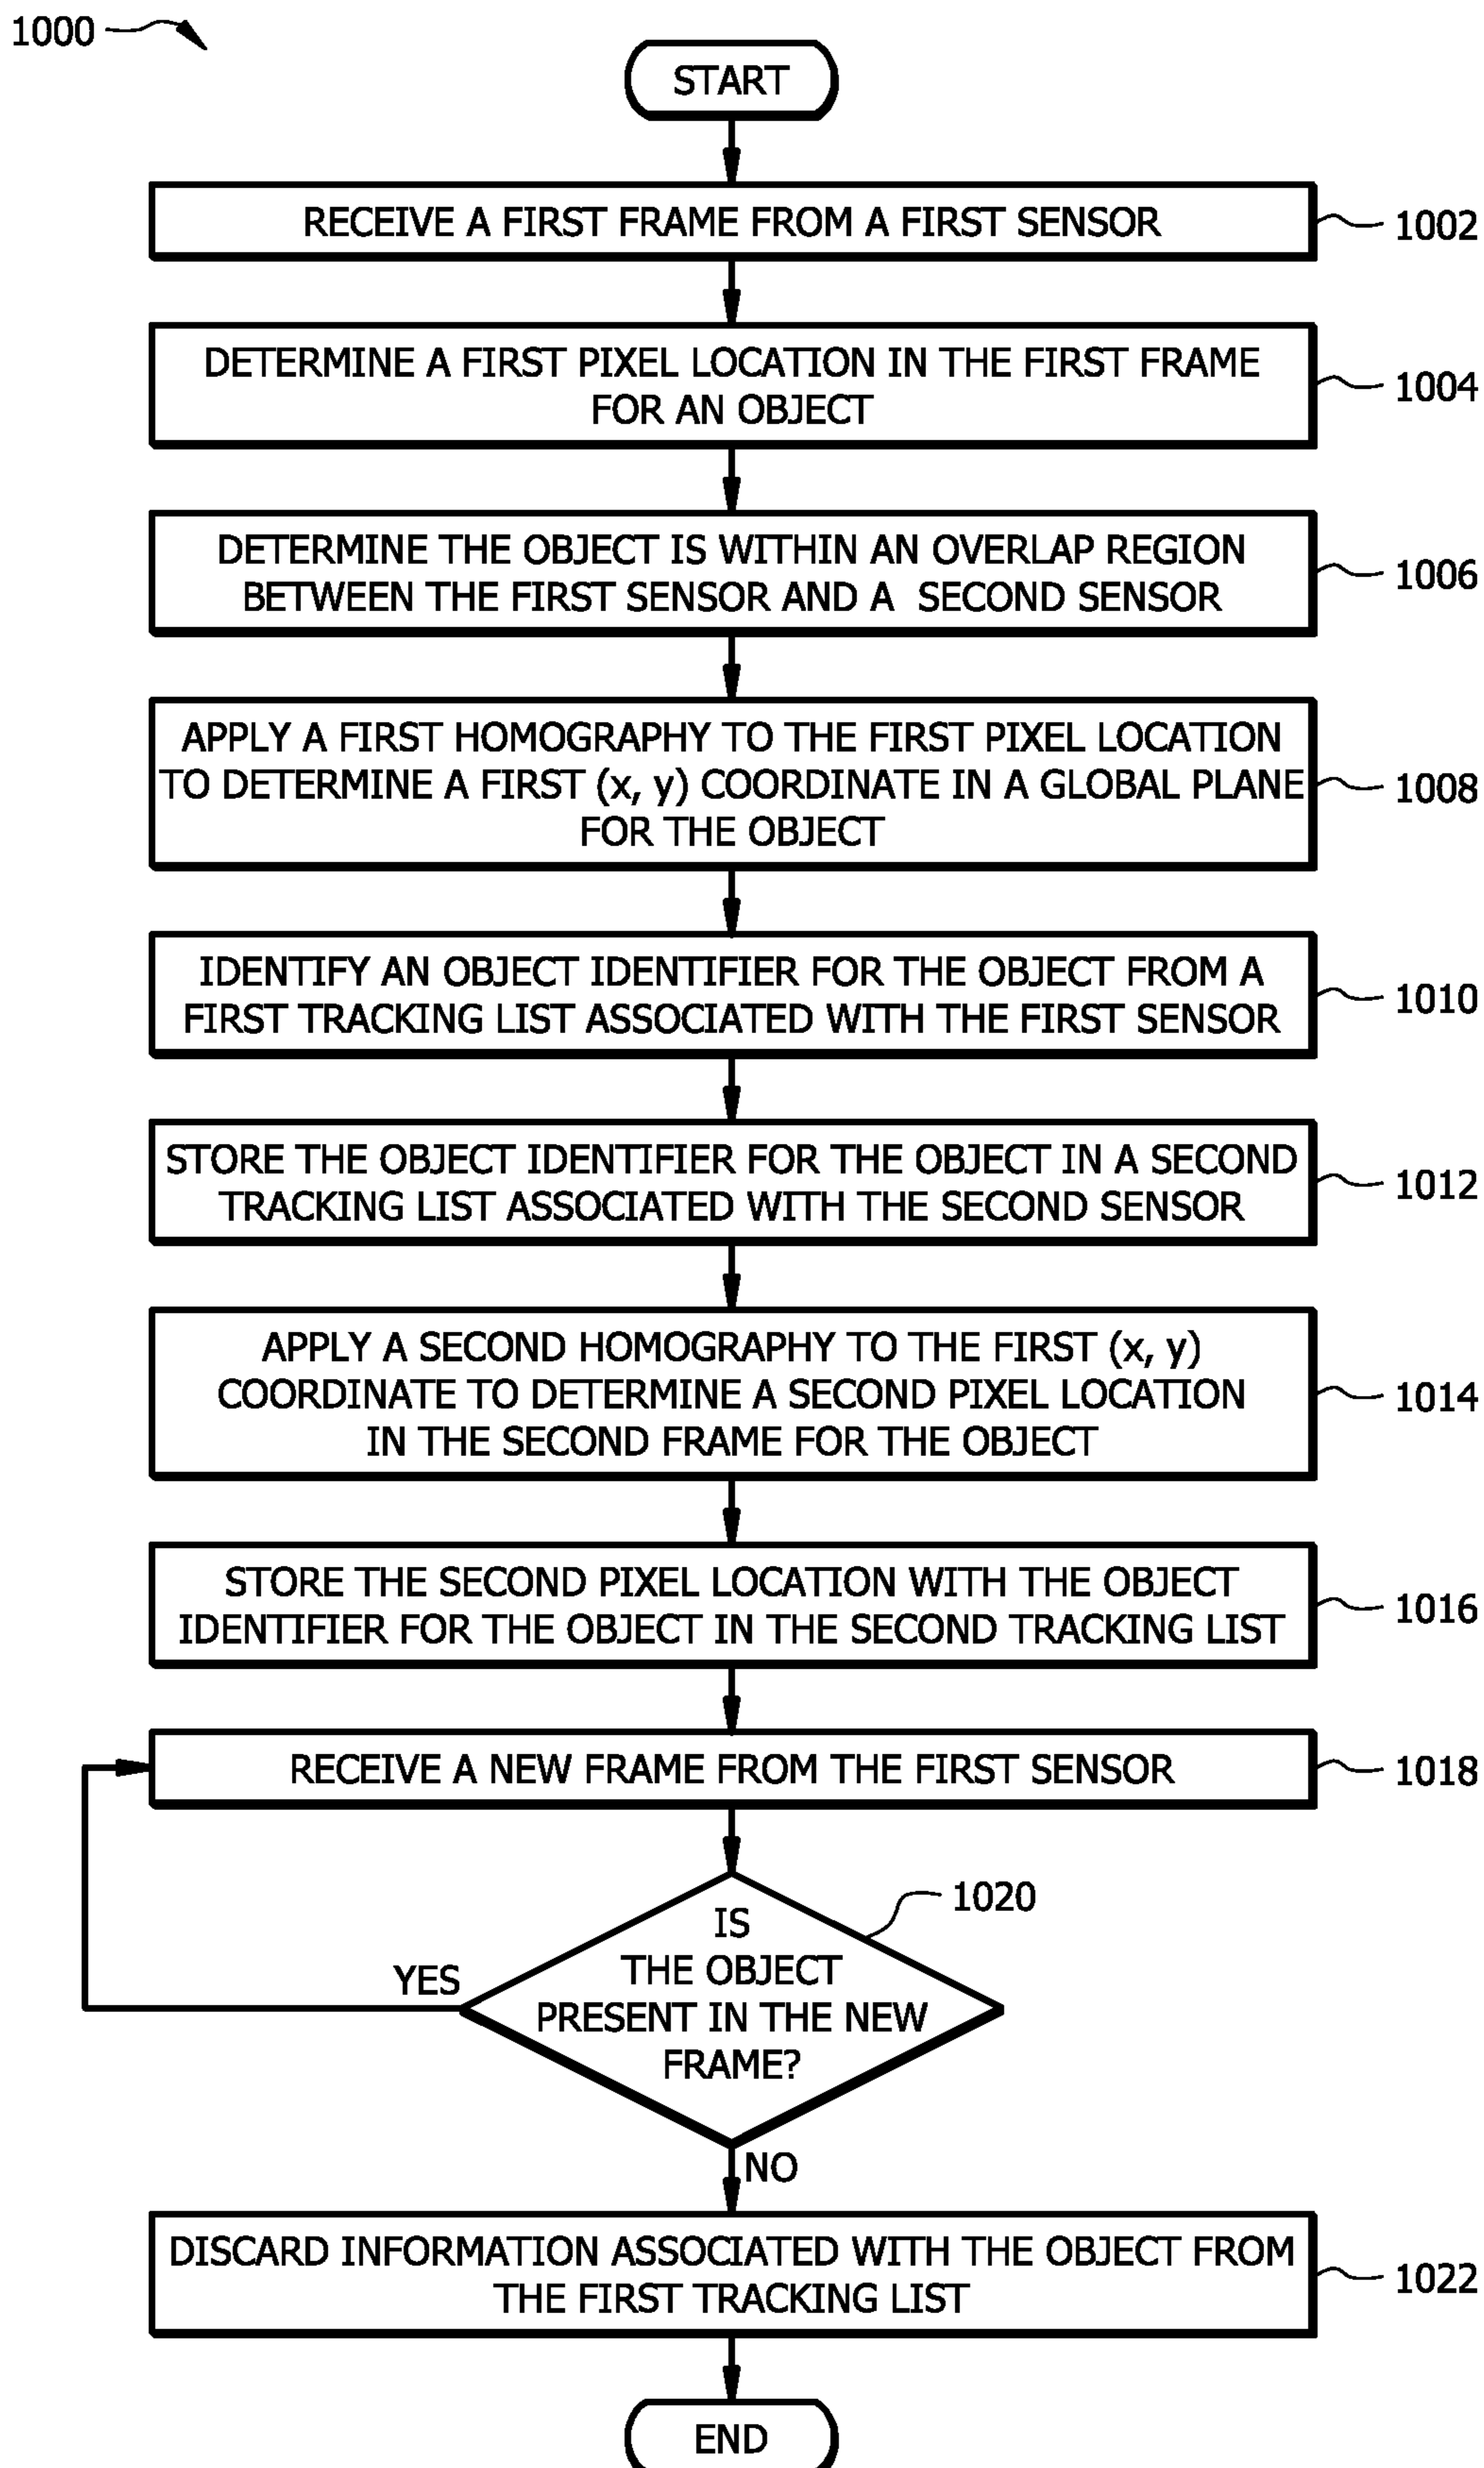 1000
START
RECEIVE A FIRST FRAME FROM A FIRST SENSOR
1002
DETERMINE A FIRST PIXEL LOCATION IN THE FIRST FRAME
FOR AN OBJECT
1004
DETERMINE THE OBJECT IS WITHIN AN OVERLAP REGION
BETWEEN THE FIRST SENSOR AND A SECOND SENSOR
1006
APPLY A FIRST HOMOGRAPHY TO THE FIRST PIXEL LOCATION
TO DETERMINE A FIRST (x, y) COORDINATE IN A GLOBAL PLANE
FOR THE OBJECT
1008
IDENTIFY AN OBJECT IDENTIFIER FOR THE OBJECT FROM A
FIRST TRACKING LIST ASSOCIATED WITH THE FIRST SENSOR
1010
STORE THE OBJECT IDENTIFIER FOR THE OBJECT IN A SECOND
TRACKING LIST ASSOCIATED WITH THE SECOND SENSOR
1012
APPLY A SECOND HOMOGRAPHY TO THE FIRST (x, y)
COORDINATE TO DETERMINE A SECOND PIXEL LOCATION
IN THE SECOND FRAME FOR THE OBJECT
1014
STORE THE SECOND PIXEL LOCATION WITH THE OBJECT
IDENTIFIER FOR THE OBJECT IN THE SECOND TRACKING LIST
1016
RECEIVE A NEW FRAME FROM THE FIRST SENSOR
1018
IS
THE OBJECT
PRESENT IN THE NEW
FRAME?
1020
YES
NO
DISCARD INFORMATION ASSOCIATED WITH THE OBJECT FROM
THE FIRST TRACKING LIST
1022
END